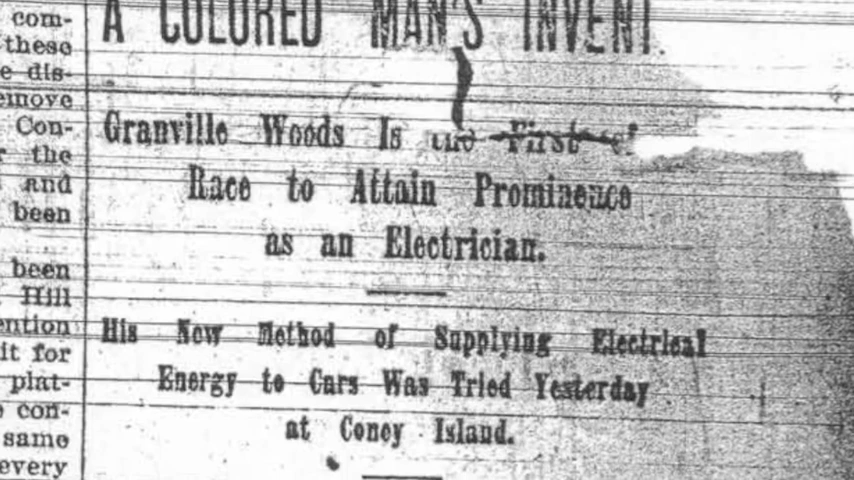 com-
these
e dis-
emove
Con-
r the
and
been
been
Hill
ention
it for
plat-
con-
same
every
A COLORED MAN'S INVENT
Granville Woods Is the First of
Race to Attain Prominence
as an Electrician.
His New Method of Supplying Electrical
Energy to Cars Was Tried Yesterday
at Coney Island.